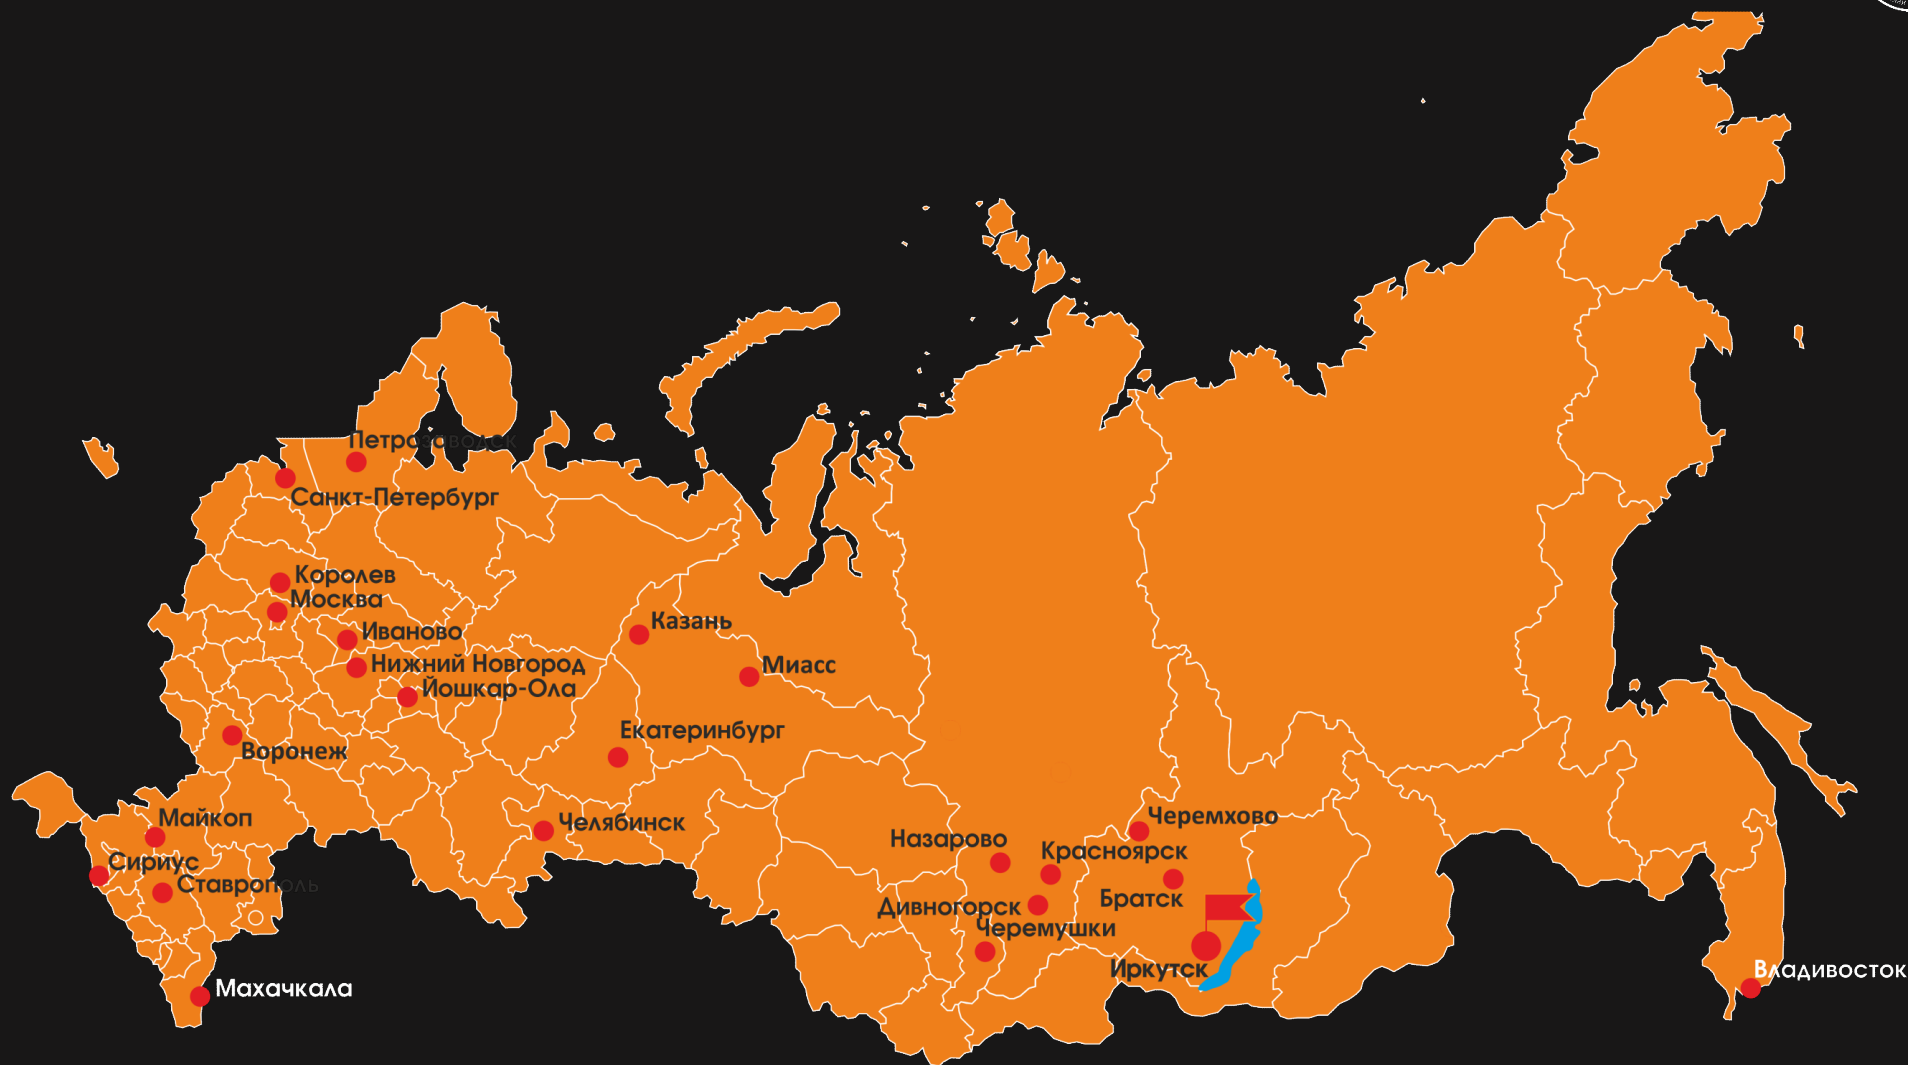 Петрозаводск
Санкт-Петербург
Королев
Москва
Казань
Иваново
Нижний Новгород
Миасс
Йошкар-Ола
Екатеринбург
Воронеж
Майкоп
Челябинск
Черемхово
Назарово
Красноярск
Сириус
Ставрополь
Братск
Дивногорск
Черемушки
Иркутск
Владивосток
Махачкала